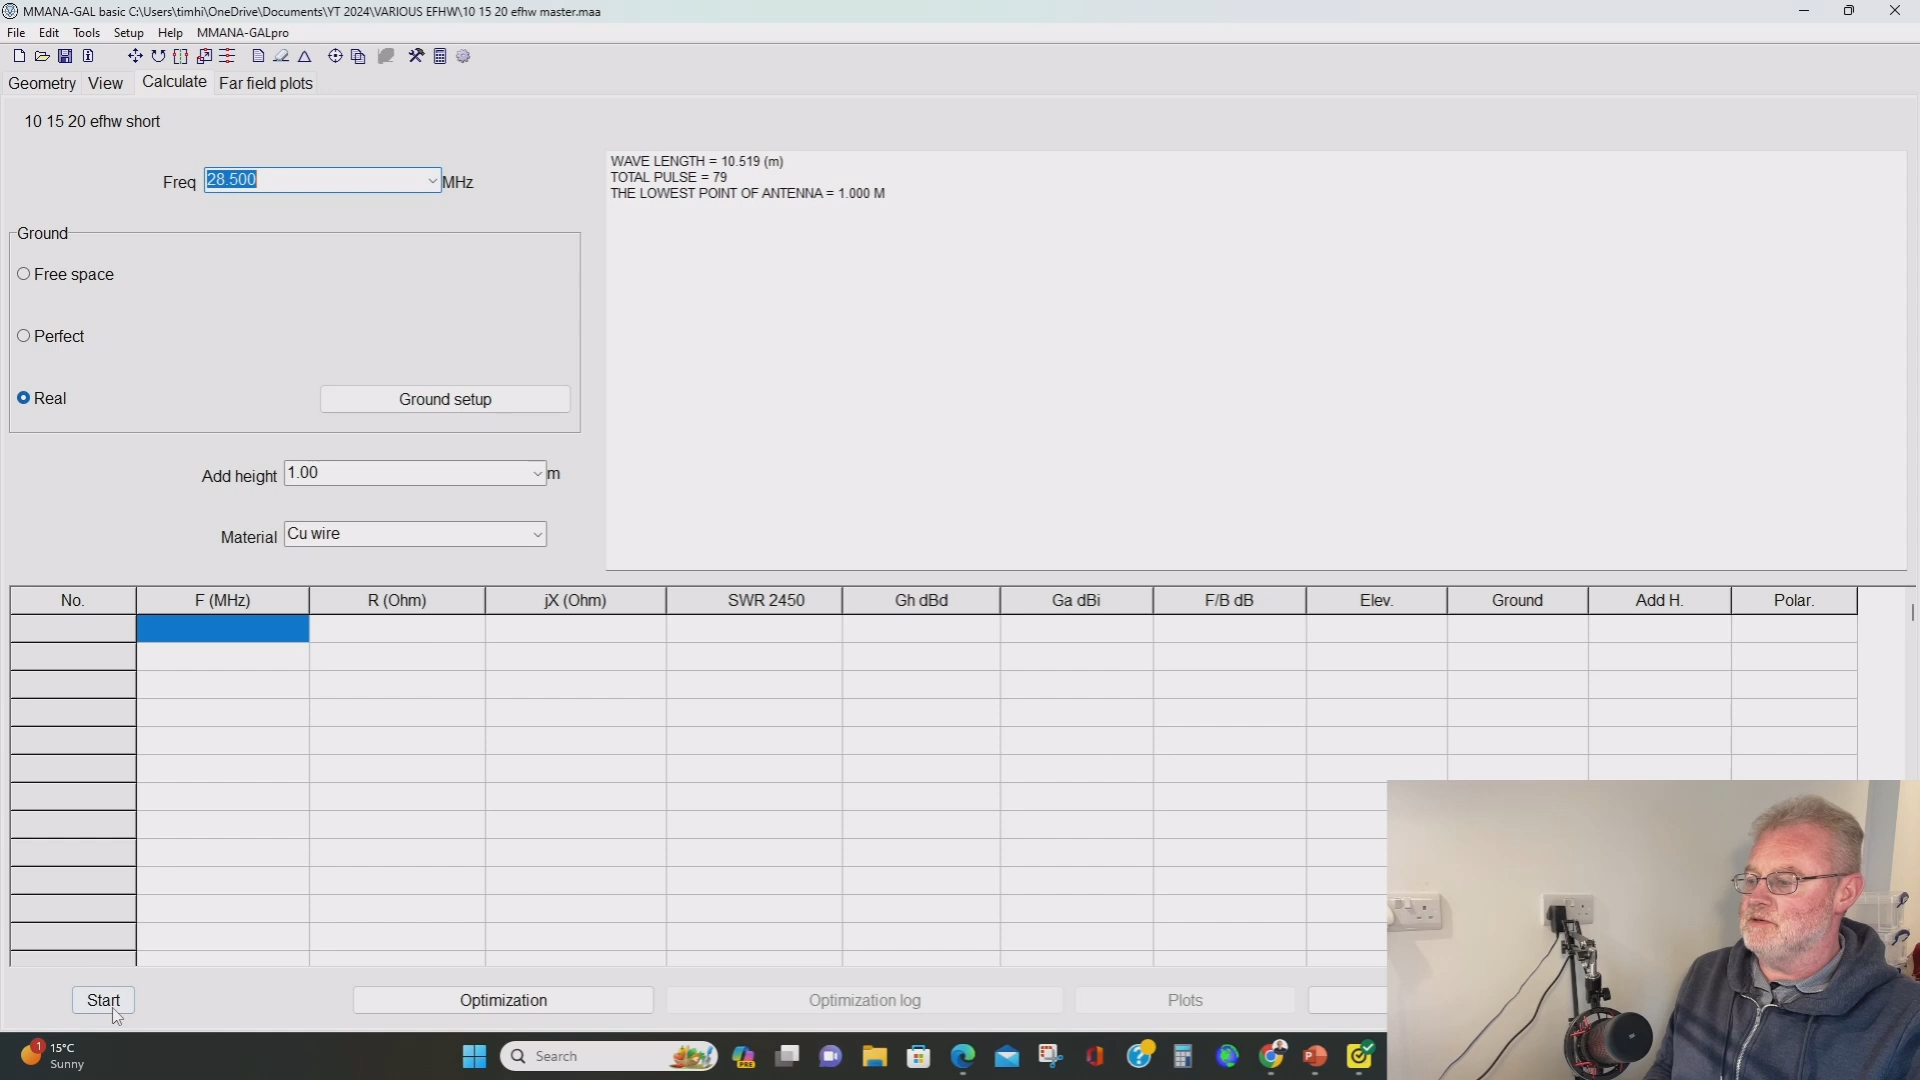 MMANA-GAL basic C:\Users\timhi\OneDrive\Documents\YT 2024\VARIOUS EFHW\10 15 20 efhw master.maa
File Edit Tools Setup Help MMANA-GALpro
Geometry View Calculate Far field plots
10 15 20 efhw short
Freq 28.500 MHz
Ground
Free space
Perfect
Real Ground setup
Add height 1.00 m
Material Cu wire
WAVE LENGTH = 10.519 (m)
TOTAL PULSE = 79
THE LOWEST POINT OF ANTENNA = 1.000 M
No. F (MHz) R (Ohm) jX (Ohm) SWR 2450 Gh dBd Ga dBi F/B dB Elev. Ground Add H. Polar.
Start Optimization Optimization log Plots
1 15°C
Sunny
Search
PRE